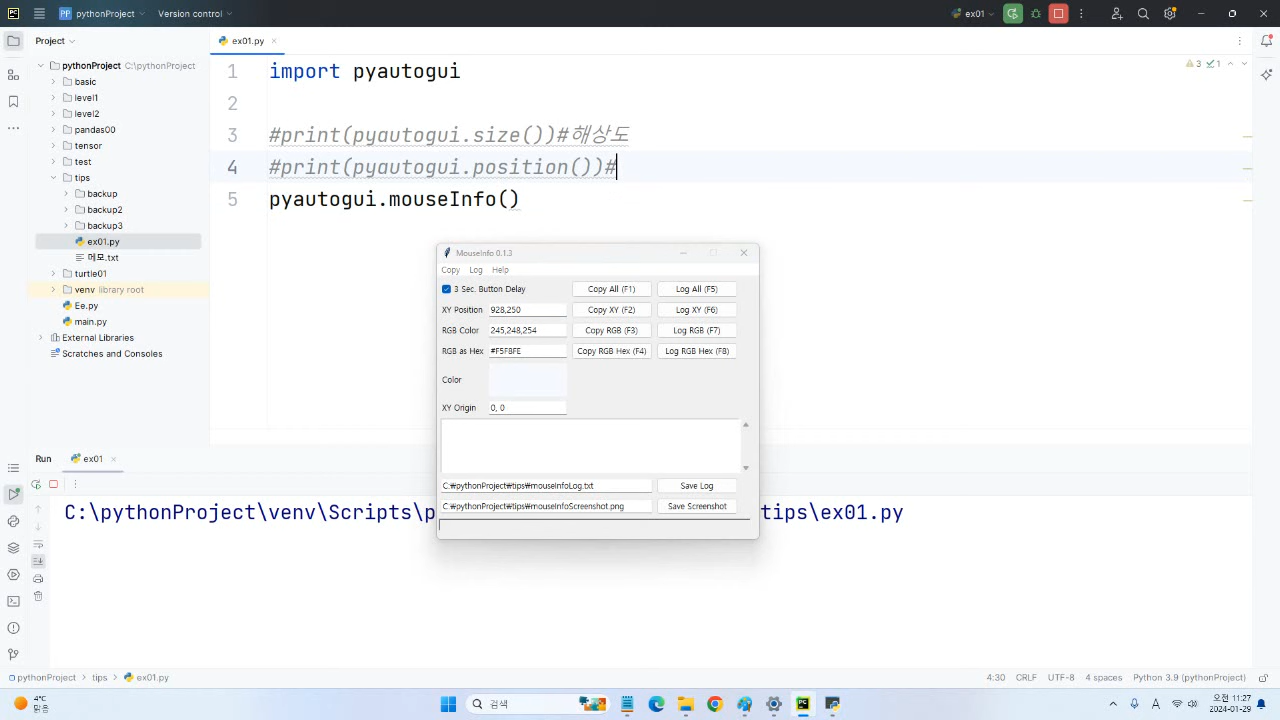 PC
PP pythonProject
Version control
ex01
Project
ex01.py
pythonProject C:\pythonProject
basic
level1
level2
pandas00
tensor
test
tips
backup
backup2
backup3
ex01.py
메모.txt
turtle01
venv library root
Ee.py
main.py
External Libraries
Scratches and Consoles
3 1
1 import pyautogui
2
3 #print(pyautogui.size())#해상도
4 #print(pyautogui.position())#
5 pyautogui.mouseInfo()
MouseInfo 0.1.3
Copy Log Help
3 Sec. Button Delay Copy All (F1) Log All (F5)
XY Position 928,250 Copy XY (F2) Log XY (F6)
RGB Color 245,248,254 Copy RGB (F3) Log RGB (F7)
RGB as Hex #F5F8FE Copy RGB Hex (F4) Log RGB Hex (F8)
Color
XY Origin 0, 0
C:₩pythonProject₩tips₩mouseInfoLog.txt Save Log
C:₩pythonProject₩tips₩mouseInfoScreenshot.png Save Screenshot
Run ex01
C:\pythonProject\venv\Scripts\p tips\ex01.py
pythonProject > tips > ex01.py
4:30 CRLF UTF-8 4 spaces Python 3.9 (pythonProject)
4°C
맑음
검색
PC
A
오전 11:27
2024-01-29